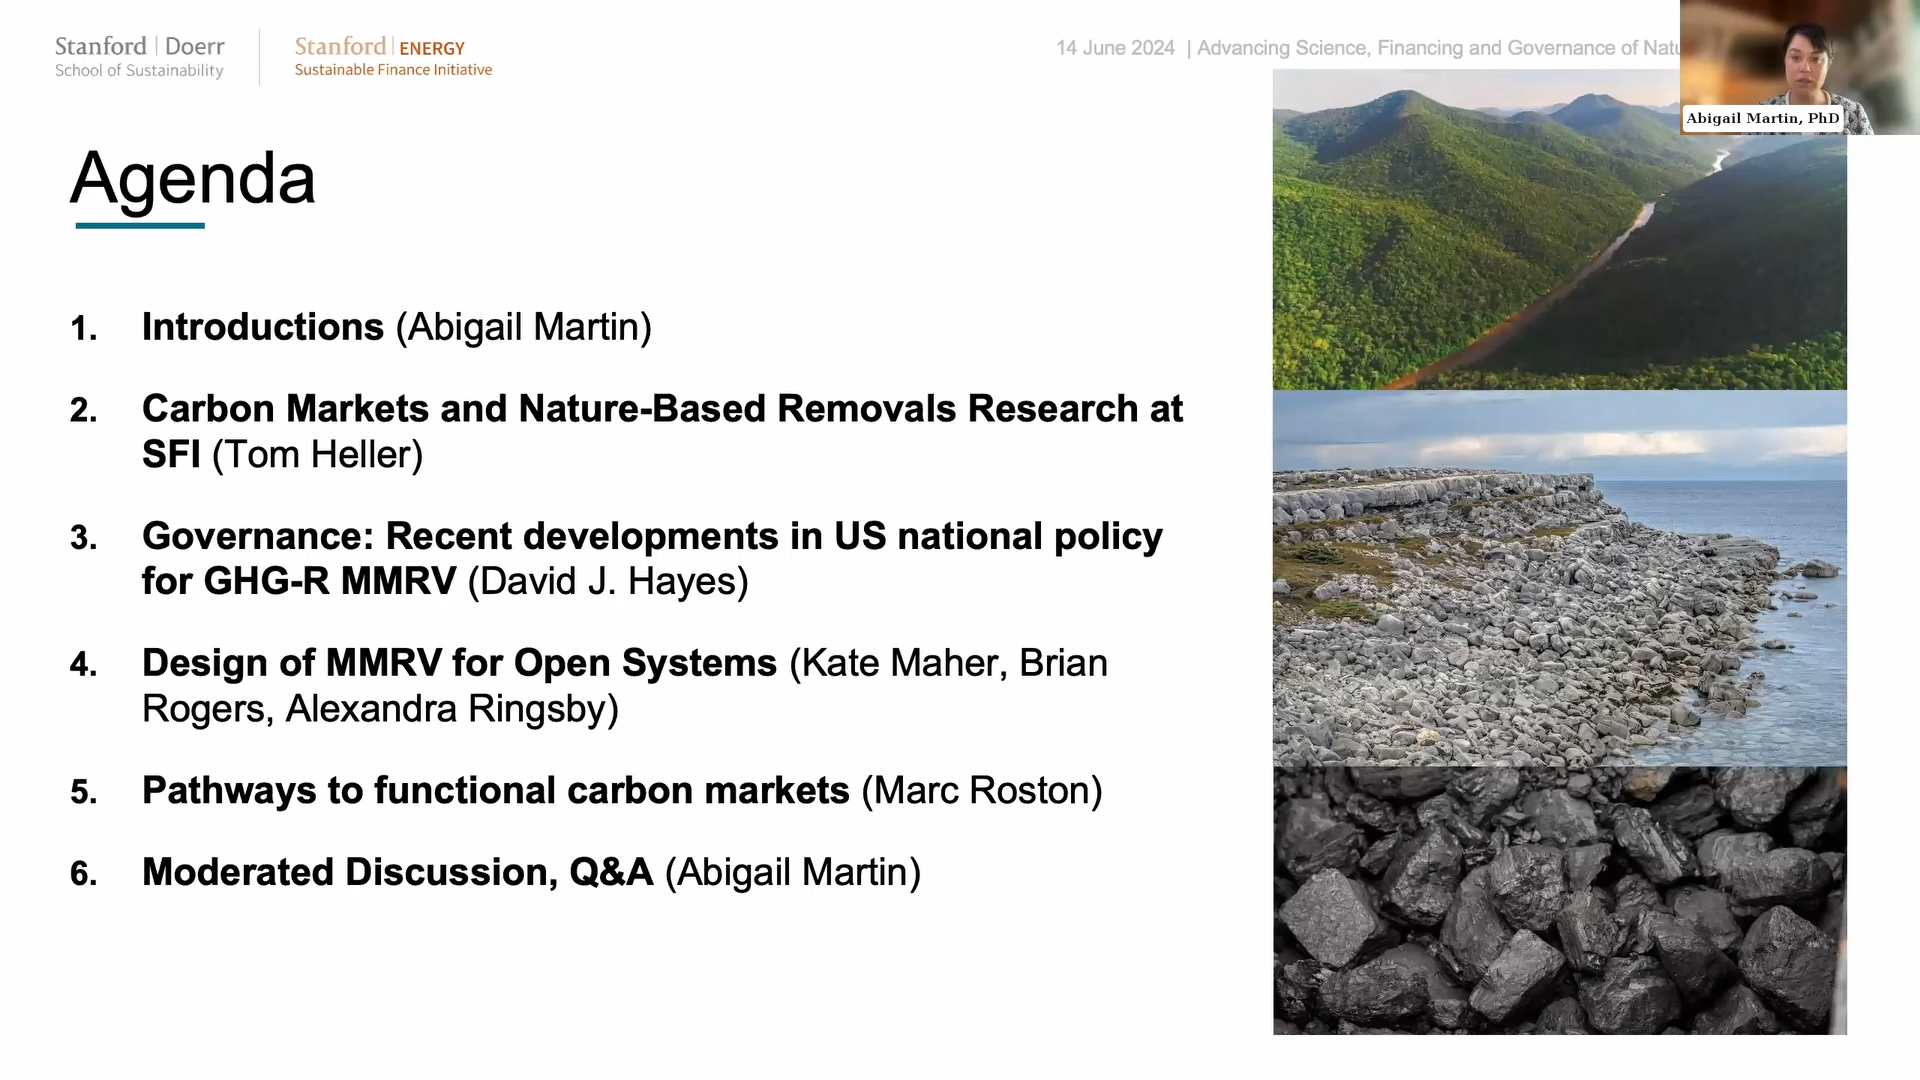 Stanford | Doerr
School of Sustainability
Stanford | ENERGY
Sustainable Finance Initiative
14 June 2024 | Advancing Science, Financing and Governance of
Abigail Martin, PhD
Agenda
1. Introductions (Abigail Martin)
2. Carbon Markets and Nature-Based Removals Research at
SFI (Tom Heller)
3. Governance: Recent developments in US national policy
for GHG-R MMRV (David J. Hayes)
4. Design of MMRV for Open Systems (Kate Maher, Brian
Rogers, Alexandra Ringsby)
5. Pathways to functional carbon markets (Marc Roston)
6. Moderated Discussion, Q&A (Abigail Martin)